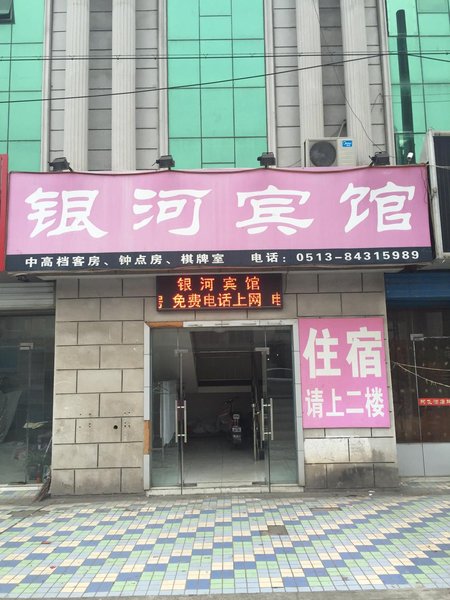 银河宾馆
中高档客房、钟点房、棋牌室 电话：0513-84315989
银河宾馆
免费电话上网
住宿
请上二楼